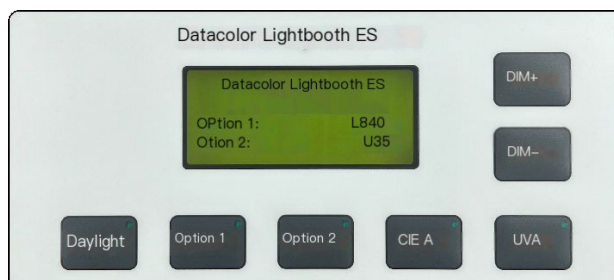 Datacolor Lightbooth ES
Datacolor Lightbooth ES
OPtion 1: L840
Otion 2: U35
DIM+
DIM–
Daylight
Option 1
Option 2
CIE A
UVA